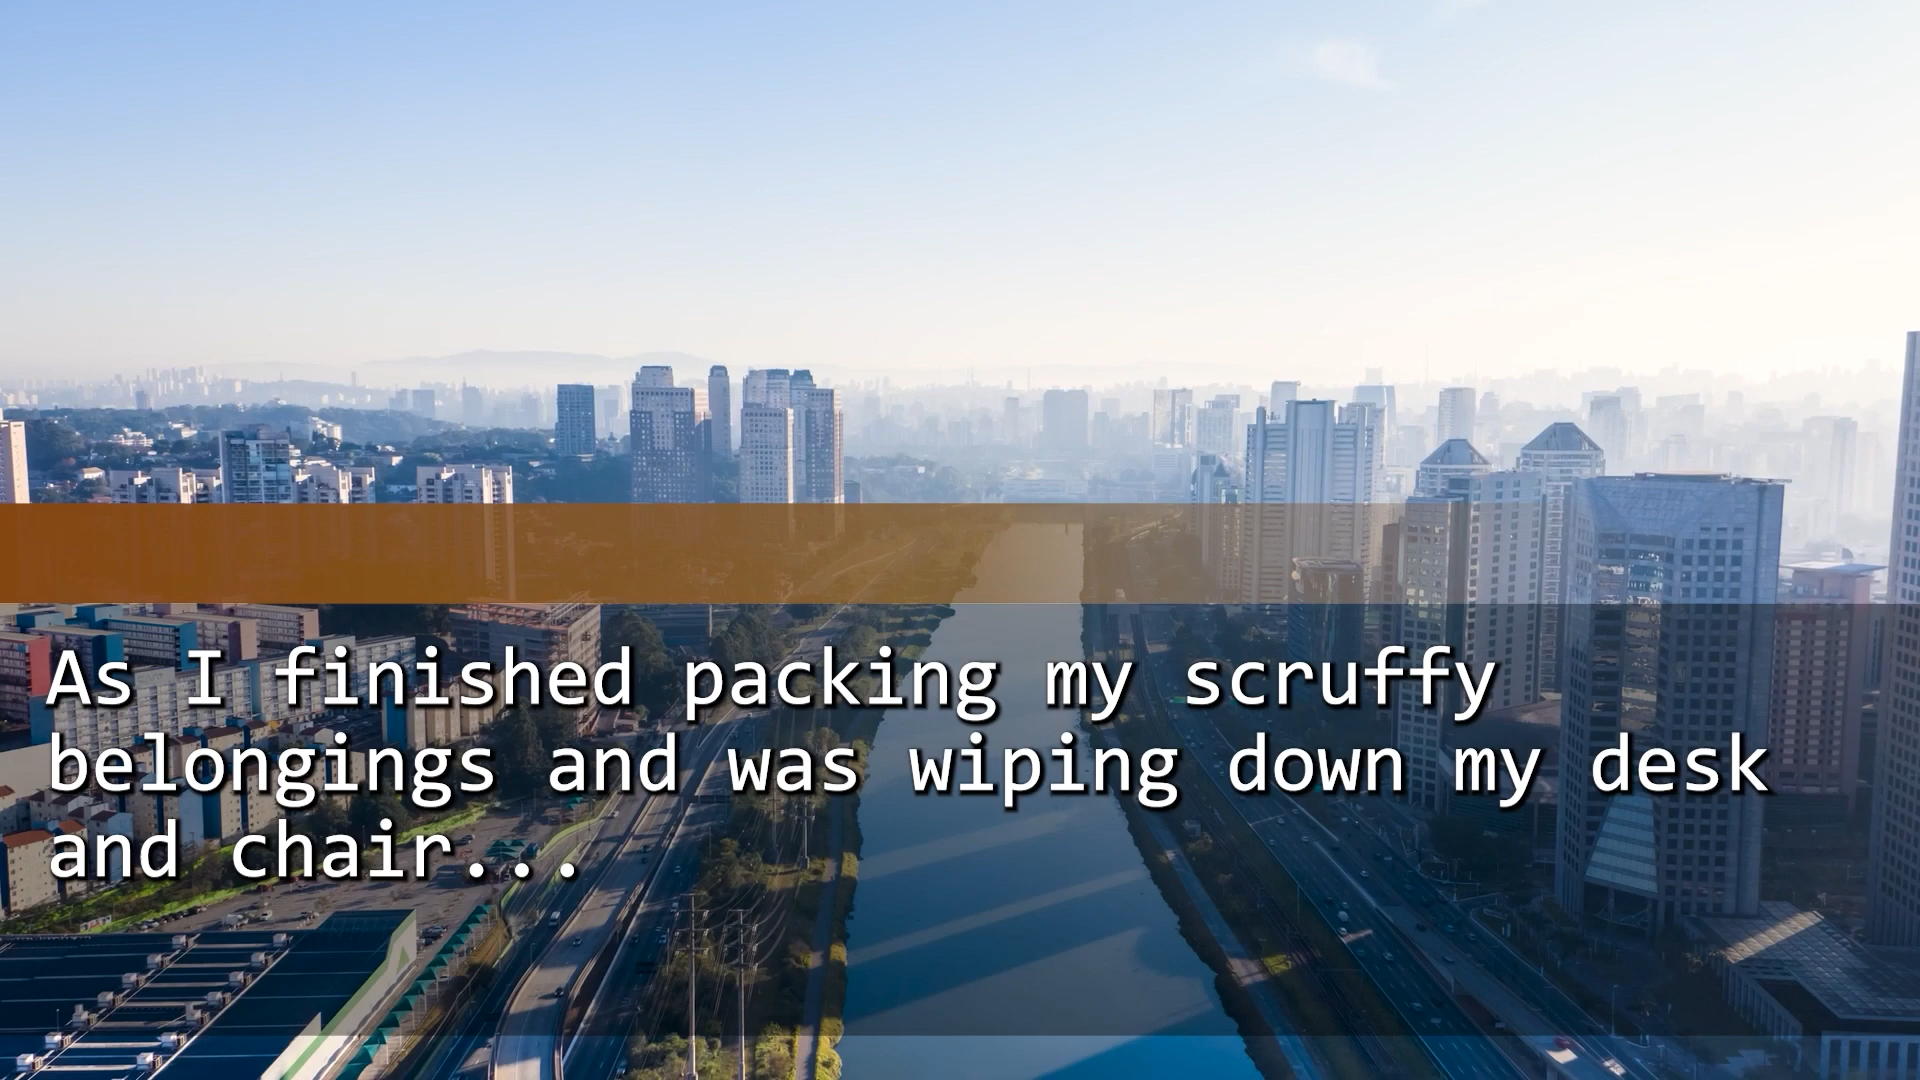 As I finished packing my scruffy
belongings and was wiping down my desk
and chair...